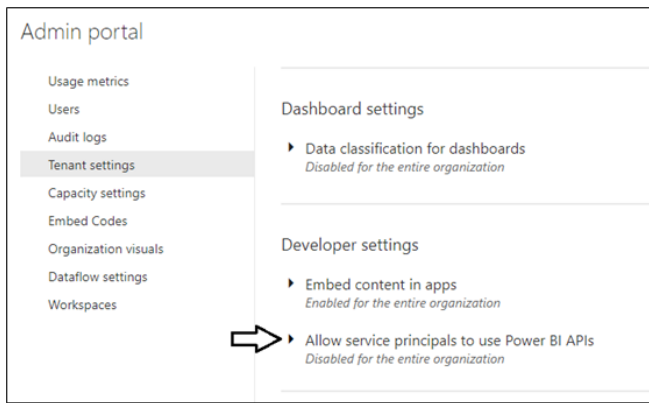 Admin portal
Usage metrics
Users
Audit logs
Tenant settings
Capacity settings
Embed Codes
Organization visuals
Dataflow settings
Workspaces
Dashboard settings
Data classification for dashboards
Disabled for the entire organization
Developer settings
Embed content in apps
Enabled for the entire organization
Allow service principals to use Power BI APIs
Disabled for the entire organization